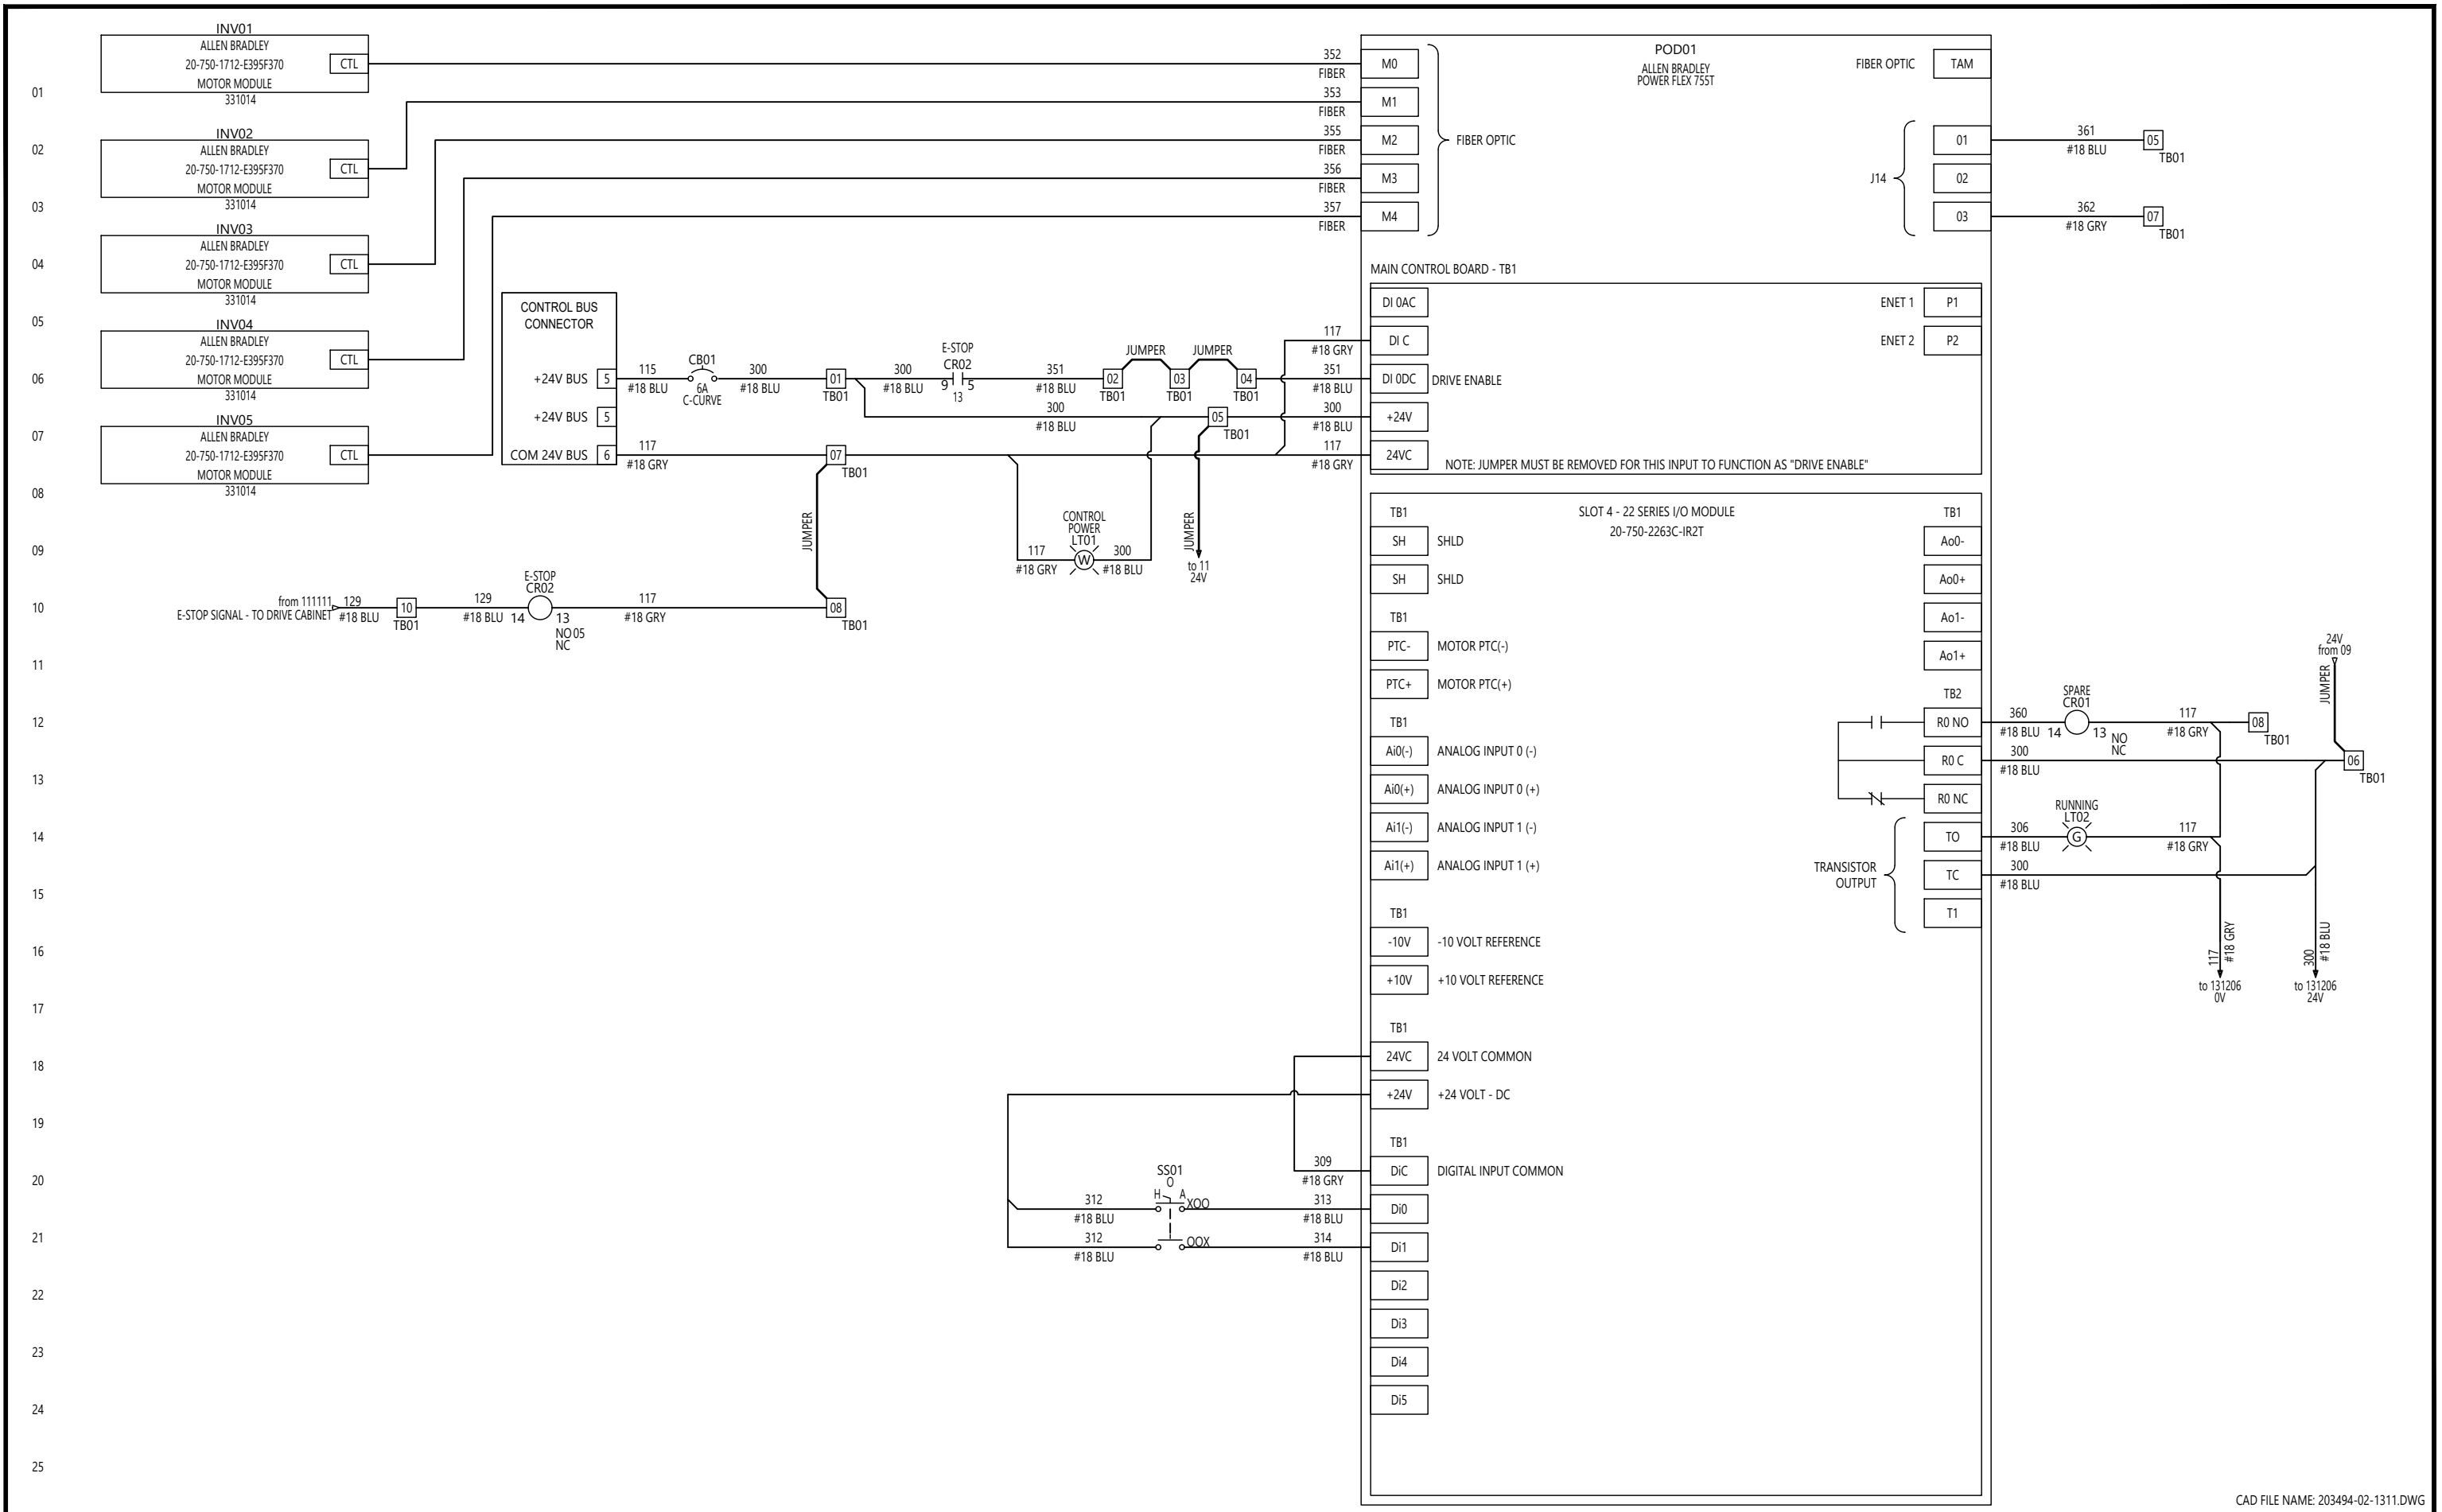 INV01
ALLEN BRADLEY
20-750-1712-E395F370
MOTOR MODULE
CTL
331014
INV02
ALLEN BRADLEY
20-750-1712-E395F370
MOTOR MODULE
CTL
331014
INV03
ALLEN BRADLEY
20-750-1712-E395F370
MOTOR MODULE
CTL
331014
INV04
ALLEN BRADLEY
20-750-1712-E395F370
MOTOR MODULE
CTL
331014
INV05
ALLEN BRADLEY
20-750-1712-E395F370
MOTOR MODULE
CTL
331014
01
02
03
04
05
06
07
08
09
10
11
12
13
14
15
16
17
18
19
20
21
22
23
24
25
352
FIBER
353
FIBER
355
FIBER
356
FIBER
357
FIBER
M0
M1
M2
M3
M4
FIBER OPTIC
POD01
ALLEN BRADLEY
POWER FLEX 755T
FIBER OPTIC
TAM
J14
01
02
03
361
#18 BLU
05
TB01
362
#18 GRY
07
TB01
CONTROL BUS
CONNECTOR
+24V BUS
5
+24V BUS
5
COM 24V BUS
6
115
#18 BLU
CB01
6A
C-CURVE
300
#18 BLU
01
TB01
300
#18 BLU
E-STOP
CR02
9
5
13
351
#18 BLU
02
TB01
JUMPER
03
TB01
JUMPER
04
TB01
351
#18 BLU
117
#18 GRY
300
#18 BLU
05
TB01
300
#18 BLU
117
#18 GRY
07
TB01
117
#18 GRY
JUMPER
CONTROL
POWER
LT01
117
#18 GRY
W
300
#18 BLU
JUMPER
to 11
24V
from 111111
E-STOP SIGNAL - TO DRIVE CABINET
129
#18 BLU
10
TB01
129
#18 BLU
E-STOP
CR02
14
13
NO 05
NC
117
#18 GRY
08
TB01
MAIN CONTROL BOARD - TB1
DI 0AC
DI C
DI 0DC
DRIVE ENABLE
+24V
24VC
NOTE: JUMPER MUST BE REMOVED FOR THIS INPUT TO FUNCTION AS "DRIVE ENABLE"
ENET 1
P1
ENET 2
P2
SLOT 4 - 22 SERIES I/O MODULE
20-750-2263C-IR2T
TB1
SH
SHLD
SH
SHLD
TB1
PTC-
MOTOR PTC(-)
PTC+
MOTOR PTC(+)
TB1
Ai0(-)
ANALOG INPUT 0 (-)
Ai0(+)
ANALOG INPUT 0 (+)
Ai1(-)
ANALOG INPUT 1 (-)
Ai1(+)
ANALOG INPUT 1 (+)
TB1
-10V
-10 VOLT REFERENCE
+10V
+10 VOLT REFERENCE
TB1
24VC
24 VOLT COMMON
+24V
+24 VOLT - DC
TB1
309
#18 GRY
DiC
DIGITAL INPUT COMMON
Di0
Di1
Di2
Di3
Di4
Di5
SS01
O
H
A
XOO
OOX
312
#18 BLU
313
#18 BLU
312
#18 BLU
314
#18 BLU
TB1
Ao0-
Ao0+
Ao1-
Ao1+
TB2
R0 NO
R0 C
R0 NC
TRANSISTOR
OUTPUT
TO
TC
T1
360
#18 BLU
SPARE
CR01
14
13
NO
NC
117
#18 GRY
08
TB01
300
#18 BLU
24V
from 09
JUMPER
06
TB01
306
#18 BLU
RUNNING
LT02
G
117
#18 GRY
300
#18 BLU
117
#18 GRY
to 131206
0V
300
#18 BLU
to 131206
24V
CAD FILE NAME: 203494-02-1311.DWG